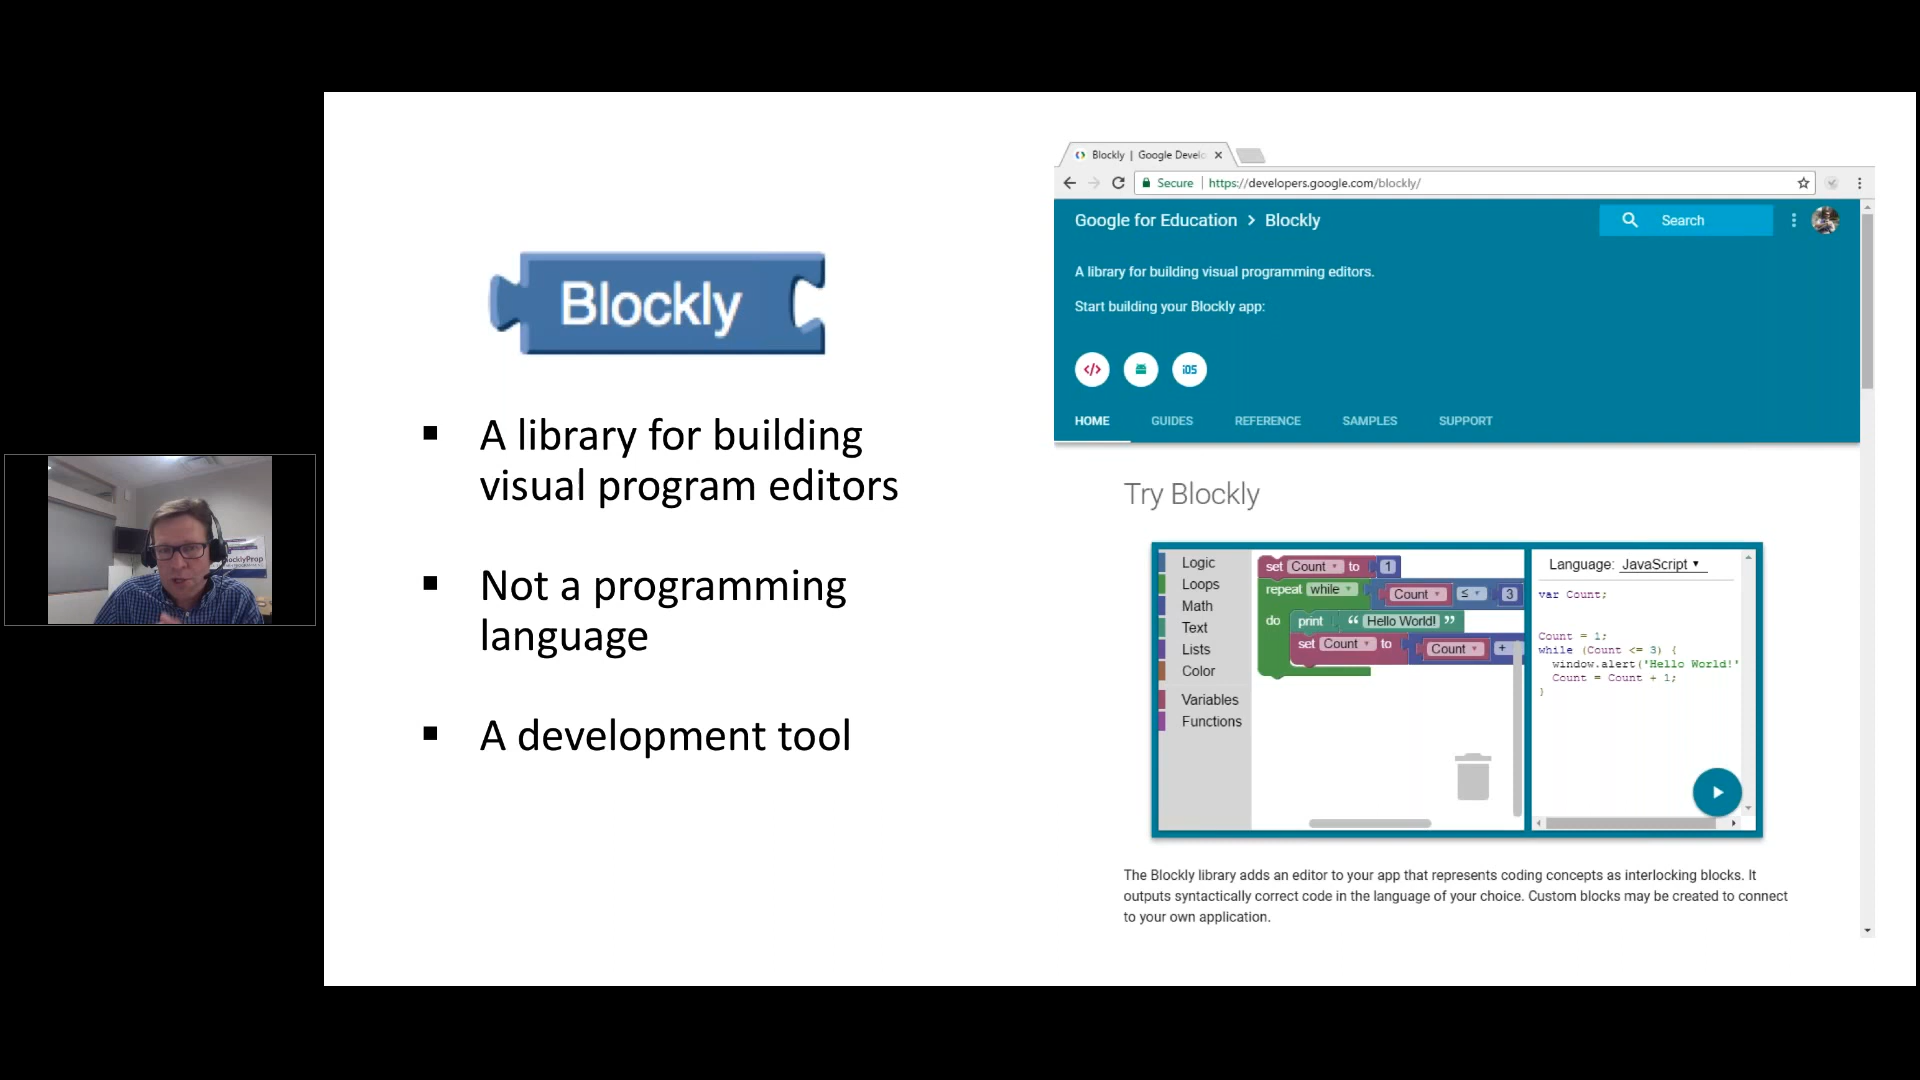 Blockly
A library for building
visual program editors
Not a programming
language
A development tool
Blockly | Google Develo
Secure | https://developers.google.com/blockly/
Google for Education > Blockly
Search
A library for building visual programming editors.
Start building your Blockly app:
</>
iOS
HOME GUIDES REFERENCE SAMPLES SUPPORT
Try Blockly
Logic
Loops
Math
Text
Lists
Color
Variables
Functions
set Count to 1
repeat while Count ≤ 3
do print “ Hello World! ”
set Count to Count +
Language: JavaScript
var Count;
Count = 1;
while (Count <= 3) {
window.alert('Hello World!'
Count = Count + 1;
}
The Blockly library adds an editor to your app that represents coding concepts as interlocking blocks. It
outputs syntactically correct code in the language of your choice. Custom blocks may be created to connect
to your own application.